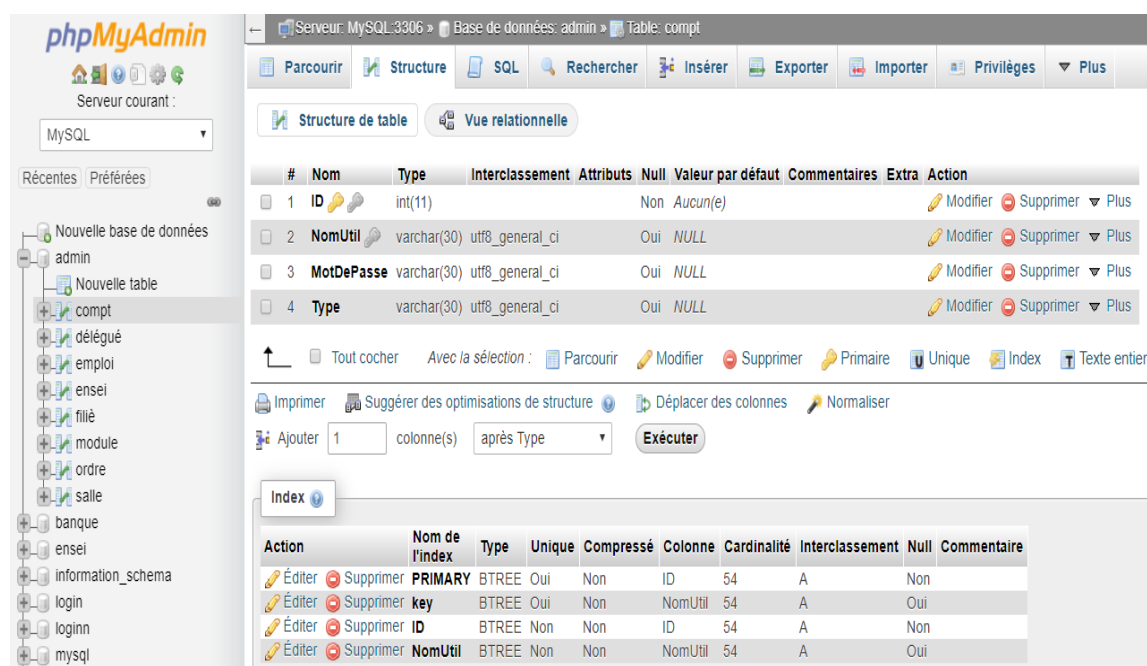 phpMyAdmin
Serveur courant :
MySQL
Récentes Préférées
Nouvelle base de données
admin
Nouvelle table
compt
délégué
emploi
ensei
filiè
module
ordre
salle
banque
ensei
information_schema
login
loginn
mysql
Serveur: MySQL:3306 » Base de données: admin » Table: compt
Parcourir Structure SQL Rechercher Insérer Exporter Importer Privilèges Plus
Structure de table Vue relationnelle
# Nom Type Interclassement Attributs Null Valeur par défaut Commentaires Extra Action
1 ID int(11) Non Aucun(e) Modifier Supprimer Plus
2 NomUtil varchar(30) utf8_general_ci Oui NULL Modifier Supprimer Plus
3 MotDePasse varchar(30) utf8_general_ci Oui NULL Modifier Supprimer Plus
4 Type varchar(30) utf8_general_ci Oui NULL Modifier Supprimer Plus
Tout cocher Avec la sélection : Parcourir Modifier Supprimer Primaire Unique Index Texte entier
Imprimer Suggérer des optimisations de structure Déplacer des colonnes Normaliser
Ajouter 1 colonne(s) après Type Exécuter
Index
Action Nom de l'index Type Unique Compressé Colonne Cardinalité Interclassement Null Commentaire
Éditer Supprimer PRIMARY BTREE Oui Non ID 54 A Non
Éditer Supprimer key BTREE Oui Non NomUtil 54 A Oui
Éditer Supprimer ID BTREE Non Non ID 54 A Non
Éditer Supprimer NomUtil BTREE Non Non NomUtil 54 A Oui